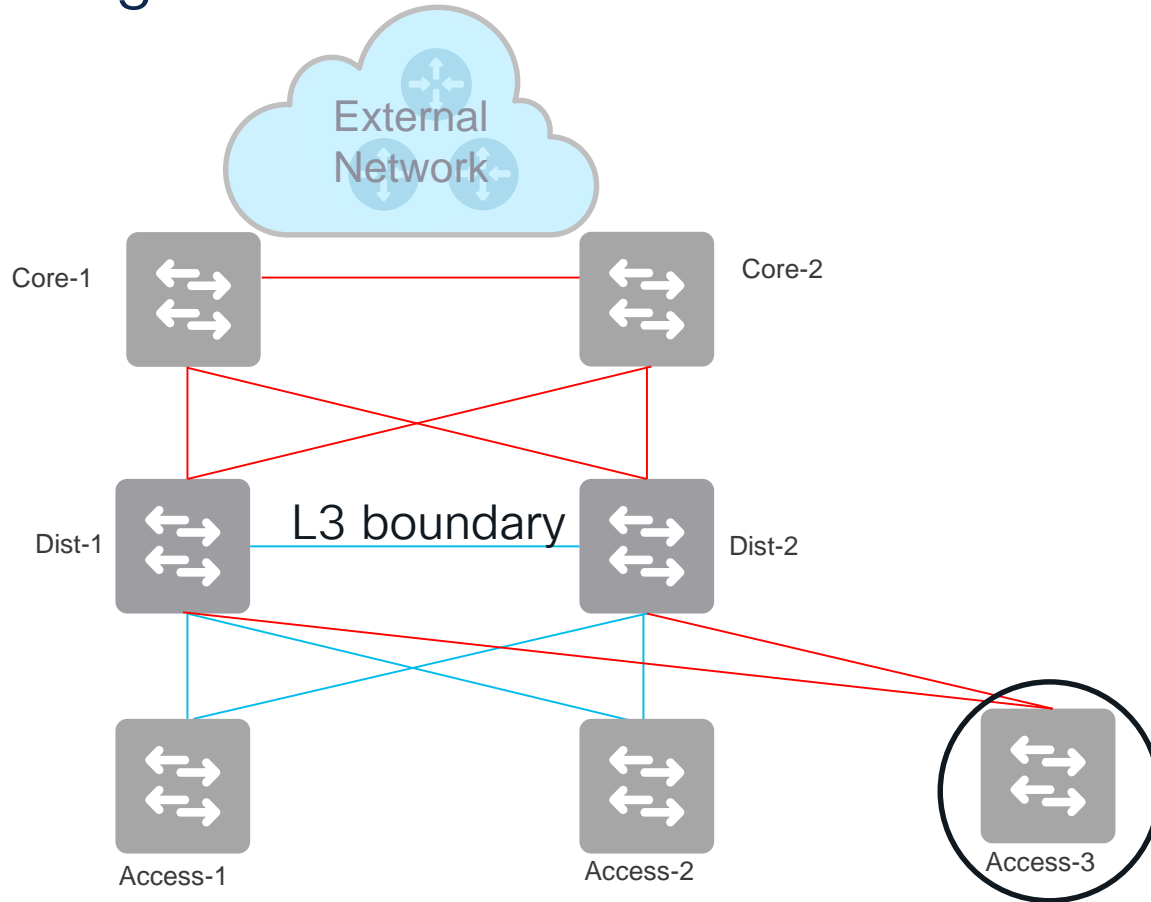 External
Network
Core-1
Core-2
L3 boundary
Dist-1
Dist-2
Access-1
Access-2
Access-3